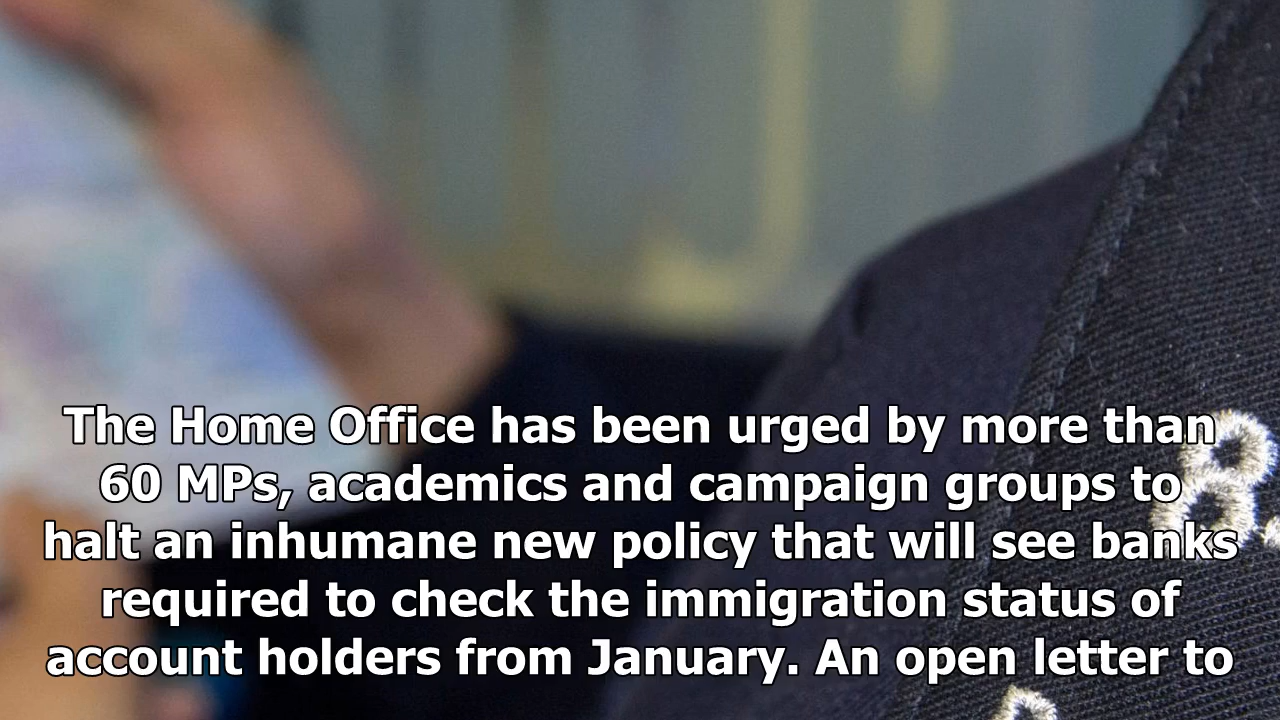 The Home Office has been urged by more than
60 MPs, academics and campaign groups to
halt an inhumane new policy that will see banks
required to check the immigration status of
account holders from January. An open letter to